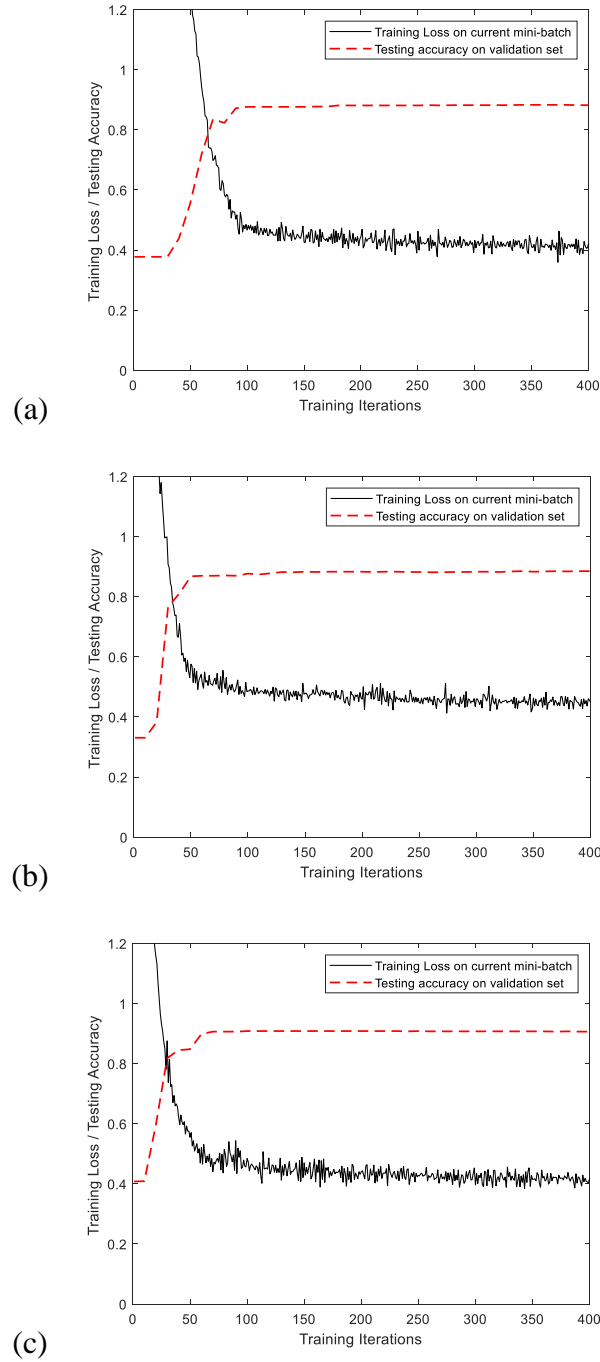 1.2
1
0.8
0.6
0.4
0.2
0
Training Loss / Testing Accuracy
Training Loss on current mini-batch
Testing accuracy on validation set
0 50 100 150 200 250 300 350 400
Training Iterations
(a)
1.2
1
0.8
0.6
0.4
0.2
0
Training Loss / Testing Accuracy
Training Loss on current mini-batch
Testing accuracy on validation set
0 50 100 150 200 250 300 350 400
Training Iterations
(b)
1.2
1
0.8
0.6
0.4
0.2
0
Training Loss / Testing Accuracy
Training Loss on current mini-batch
Testing accuracy on validation set
0 50 100 150 200 250 300 350 400
Training Iterations
(c)